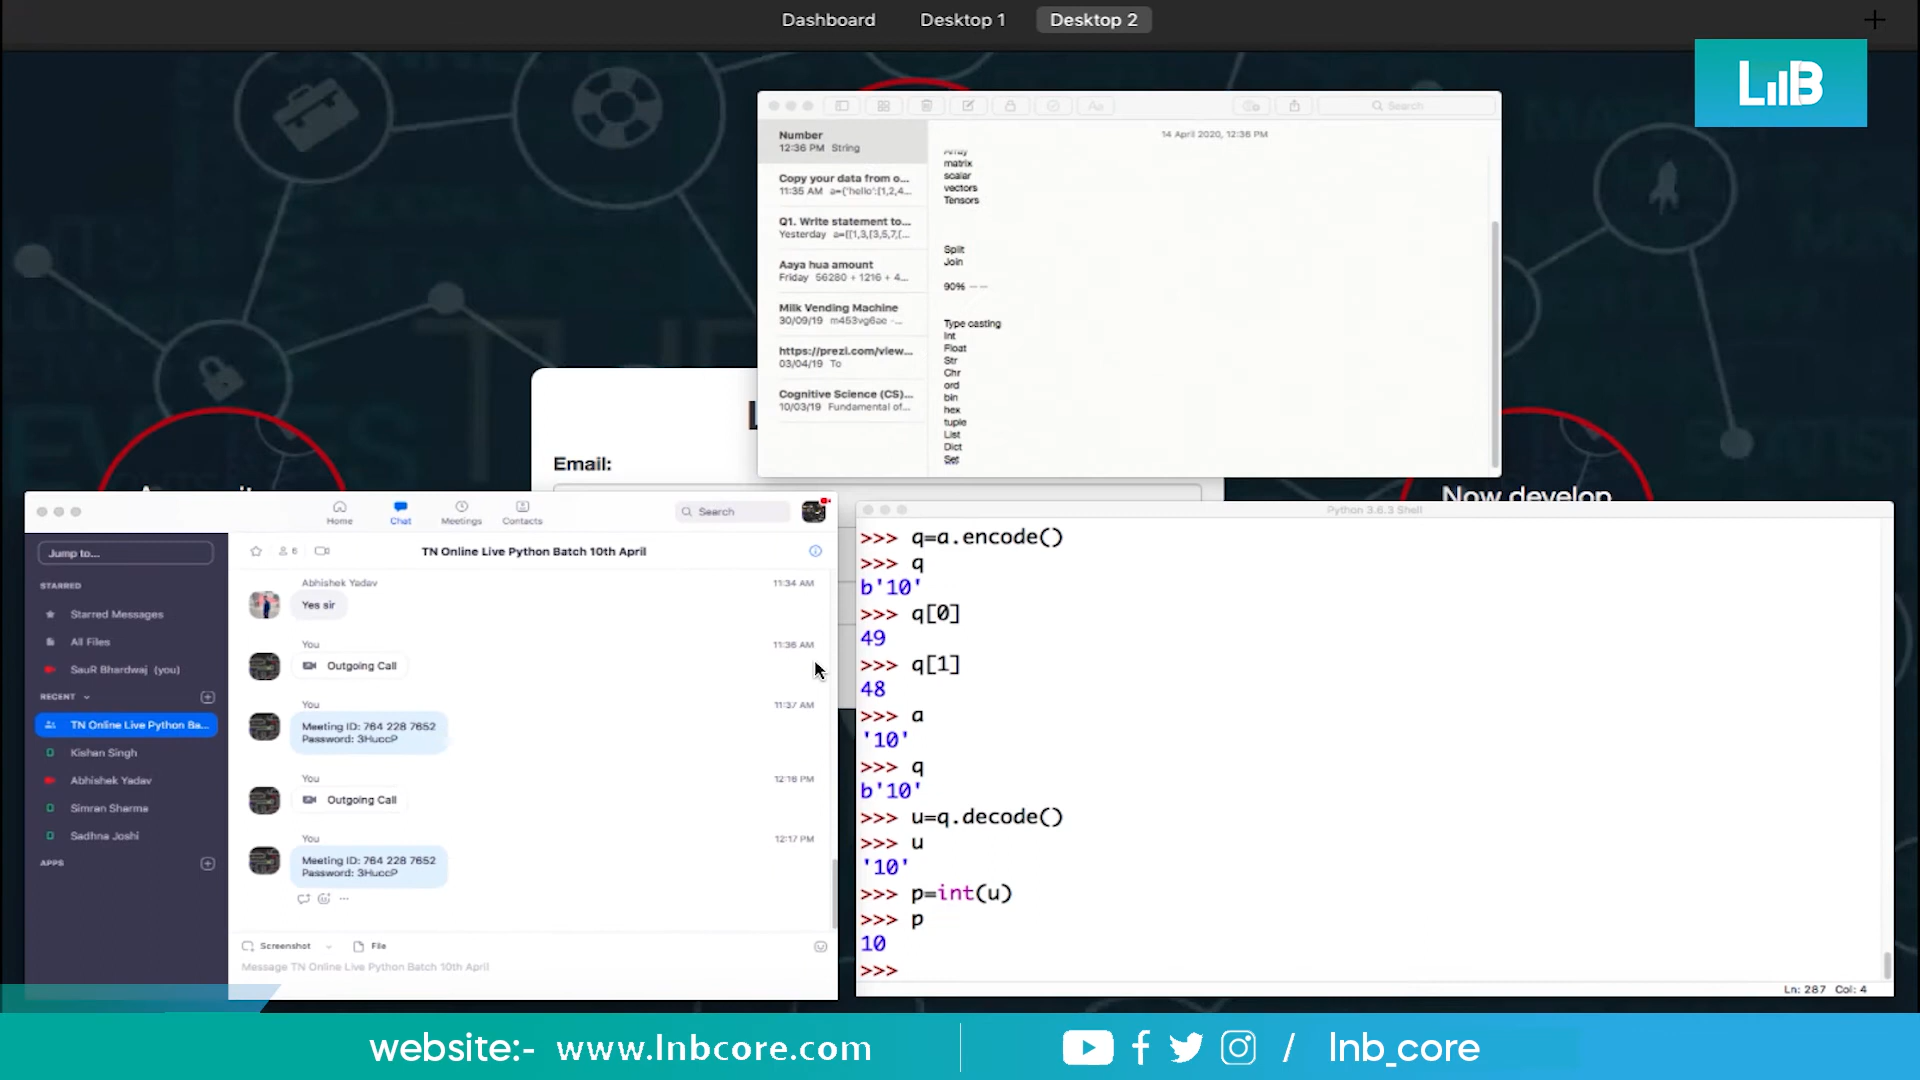 Dashboard
Desktop 1
Desktop 2
LIIB
Search
Number
12:36 PM String
Copy your data from o...
11:35 AM a={'hello':[1,2,4...
Q1. Write statement to...
Yesterday a=[[1,3,[3,5,7,[...
Aaya hua amount
Friday 56280 + 1216 + 4...
Milk Vending Machine
30/09/19 m453vg6ae -...
https://prezi.com/view...
03/04/19 To
Cognitive Science (CS)...
10/03/19 Fundamental of...
14 April 2020, 12:36 PM
Array
matrix
scalar
vectors
Tensors
Split
Join
90% -- --
Type casting
Int
Float
Str
Chr
ord
bin
hex
tuple
List
Dict
Set
Email:
Now develop
Home
Chat
Meetings
Contacts
Search
Jump to...
STARRED
Starred Messages
All Files
SauR Bhardwaj (you)
RECENT
TN Online Live Python Ba...
Kishan Singh
Abhishek Yadav
Simran Sharma
Sadhna Joshi
APPS
6
TN Online Live Python Batch 10th April
Abhishek Yadav
11:34 AM
Yes sir
You
11:36 AM
Outgoing Call
You
11:37 AM
Meeting ID: 764 228 7652
Password: 3HuccP
You
12:16 PM
Outgoing Call
You
12:17 PM
Meeting ID: 764 228 7652
Password: 3HuccP
Screenshot
File
Message TN Online Live Python Batch 10th April
Python 3.6.3 Shell
>>> q=a.encode()
>>> q
b'10'
>>> q[0]
49
>>> q[1]
48
>>> a
'10'
>>> q
b'10'
>>> u=q.decode()
>>> u
'10'
>>> p=int(u)
>>> p
10
>>>
Ln: 287 Col: 4
website:- www.lnbcore.com
/ lnb_core